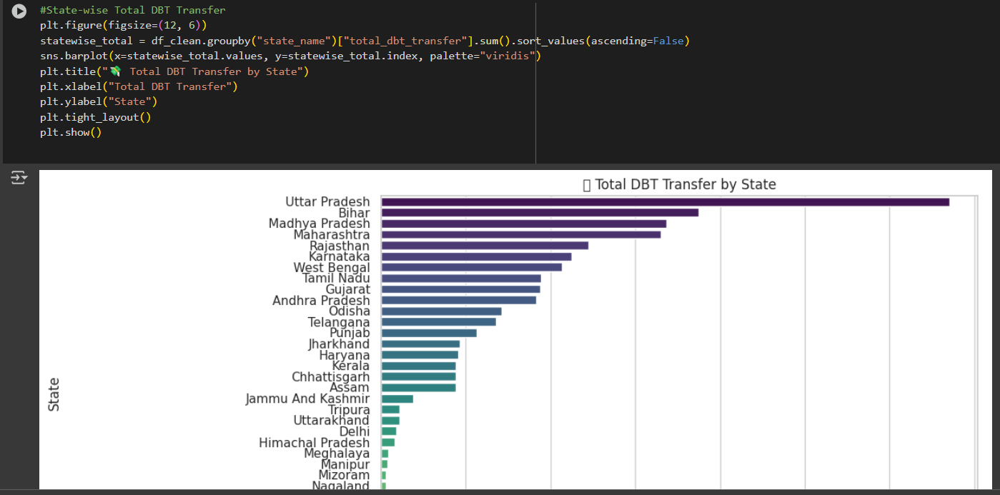 #State-wise Total DBT Transfer
plt.figure(figsize=(12, 6))
statewise_total = df_clean.groupby("state_name")["total_dbt_transfer"].sum().sort_values(ascending=False)
sns.barplot(x=statewise_total.values, y=statewise_total.index, palette="viridis")
plt.title("💸 Total DBT Transfer by State")
plt.xlabel("Total DBT Transfer")
plt.ylabel("State")
plt.tight_layout()
plt.show()
▯ Total DBT Transfer by State
Uttar Pradesh
Bihar
Madhya Pradesh
Maharashtra
Rajasthan
Karnataka
West Bengal
Tamil Nadu
Gujarat
Andhra Pradesh
Odisha
Telangana
Punjab
Jharkhand
Haryana
Kerala
Chhattisgarh
Assam
Jammu And Kashmir
Tripura
Uttarakhand
Delhi
Himachal Pradesh
Meghalaya
Manipur
Mizoram
Nagaland
State